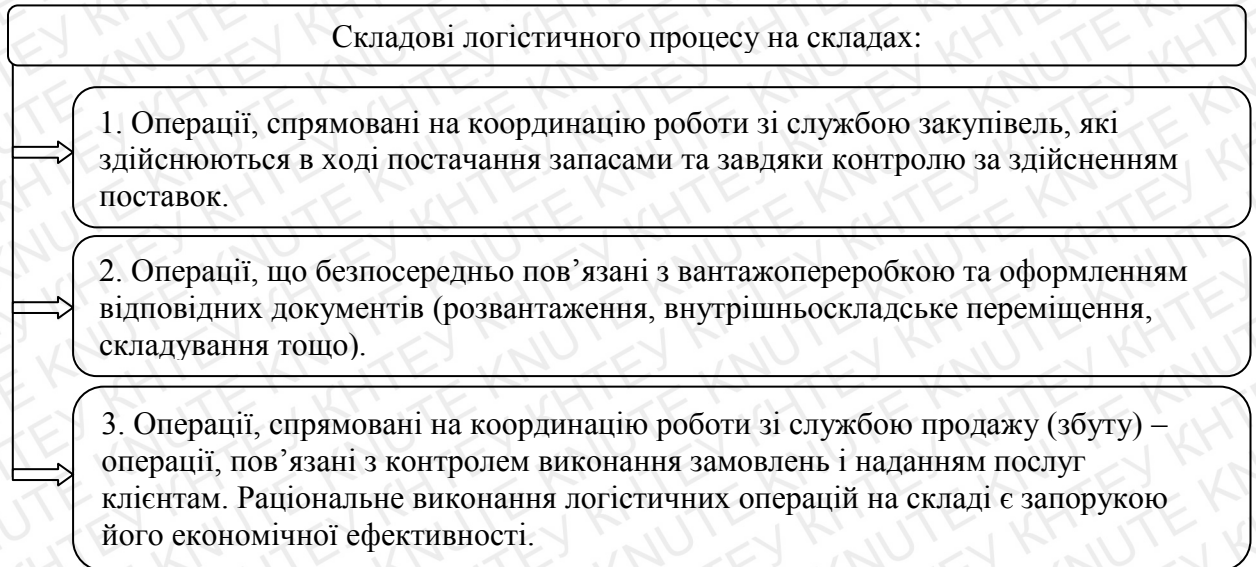 Складові логістичного процесу на складах:
1. Операції, спрямовані на координацію роботи зі службою закупівель, які
здійснюються в ході постачання запасами та завдяки контролю за здійсненням
поставок.
2. Операції, що безпосередньо пов’язані з вантажопереробкою та оформленням
відповідних документів (розвантаження, внутрішньоскладське переміщення,
складування тощо).
3. Операції, спрямовані на координацію роботи зі службою продажу (збуту) –
операції, пов’язані з контролем виконання замовлень і наданням послуг
клієнтам. Раціональне виконання логістичних операцій на складі є запорукою
його економічної ефективності.